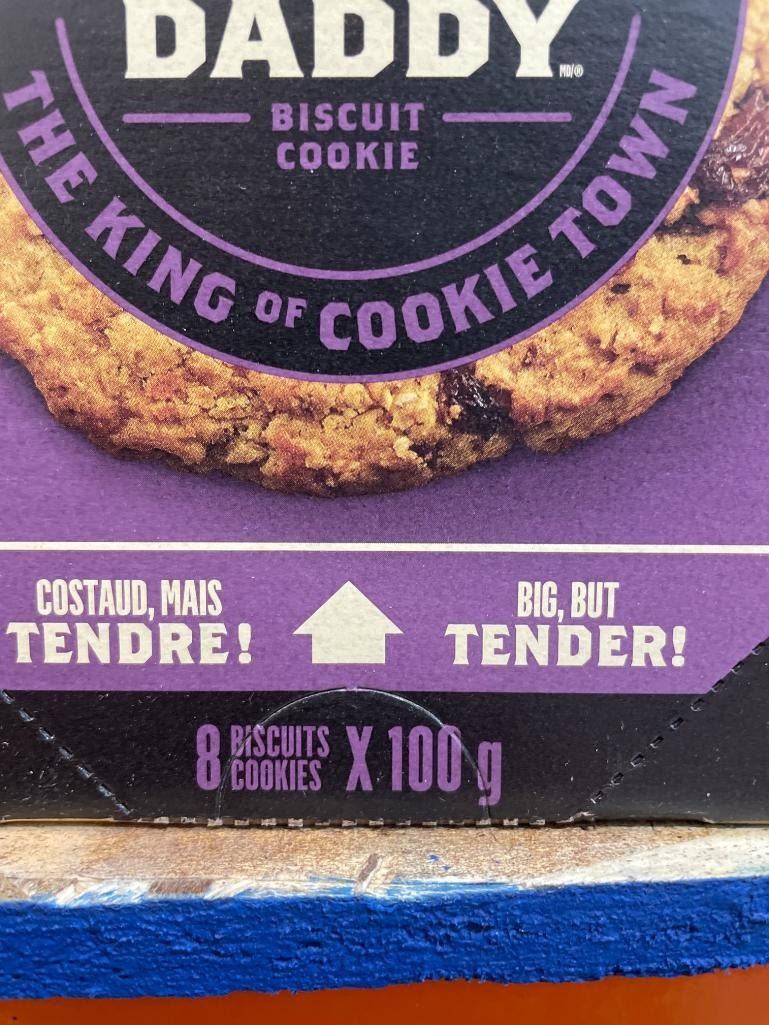 DADDY MD/®
BISCUIT
COOKIE
THE KING OF COOKIE TOWN
COSTAUD, MAIS
TENDRE!
BIG, BUT
TENDER!
8 BISCUITS COOKIES X 100 g